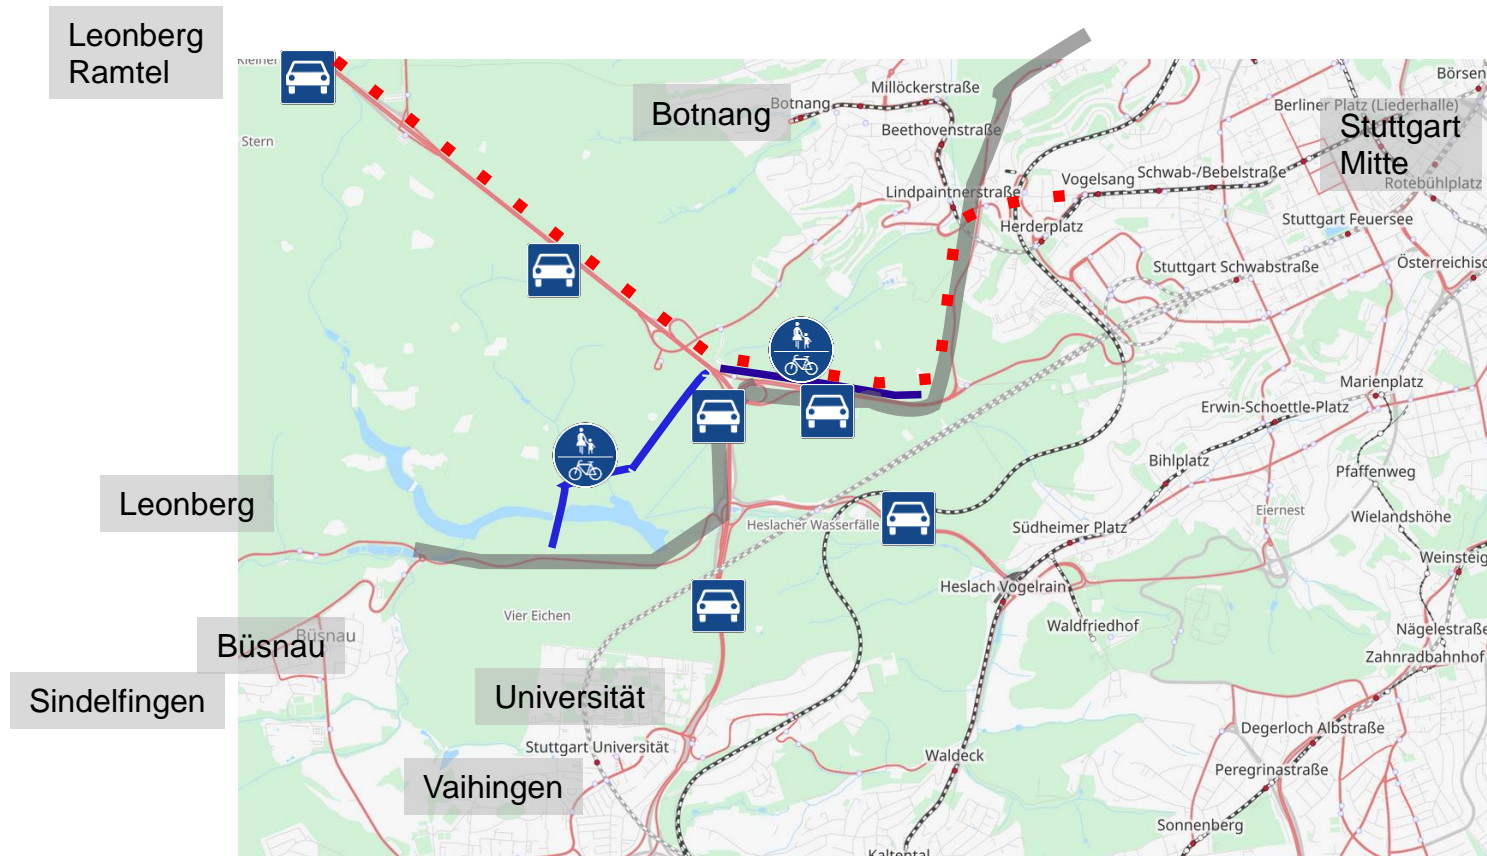 Leonberg
Ramtel
Kleiner
Stern
Botnang
Botnang
Millöckerstraße
Beethovenstraße
Lindpaintnerstraße
Börsen
Berliner Platz (Liederhalle)
Stuttgart
Mitte
Rotebühlplatz
Vogelsang
Schwab-/Bebelstraße
Herderplatz
Stuttgart Feuersee
Stuttgart Schwabstraße
Österreichisc
Marienplatz
Erwin-Schoettle-Platz
Bihlplatz
Pfaffenweg
Leonberg
Heslacher Wasserfälle
Südheimer Platz
Eiernest
Wielandshöhe
Weinsteig
Heslach Vogelrain
Vier Eichen
Waldfriedhof
Büsnau
Büsnau
Nägelestraße
Zahnradbahnhof
Sindelfingen
Universität
Degerloch Albstraße
Stuttgart Universität
Waldeck
Peregrinastraße
Vaihingen
Sonnenberg
Kaltental